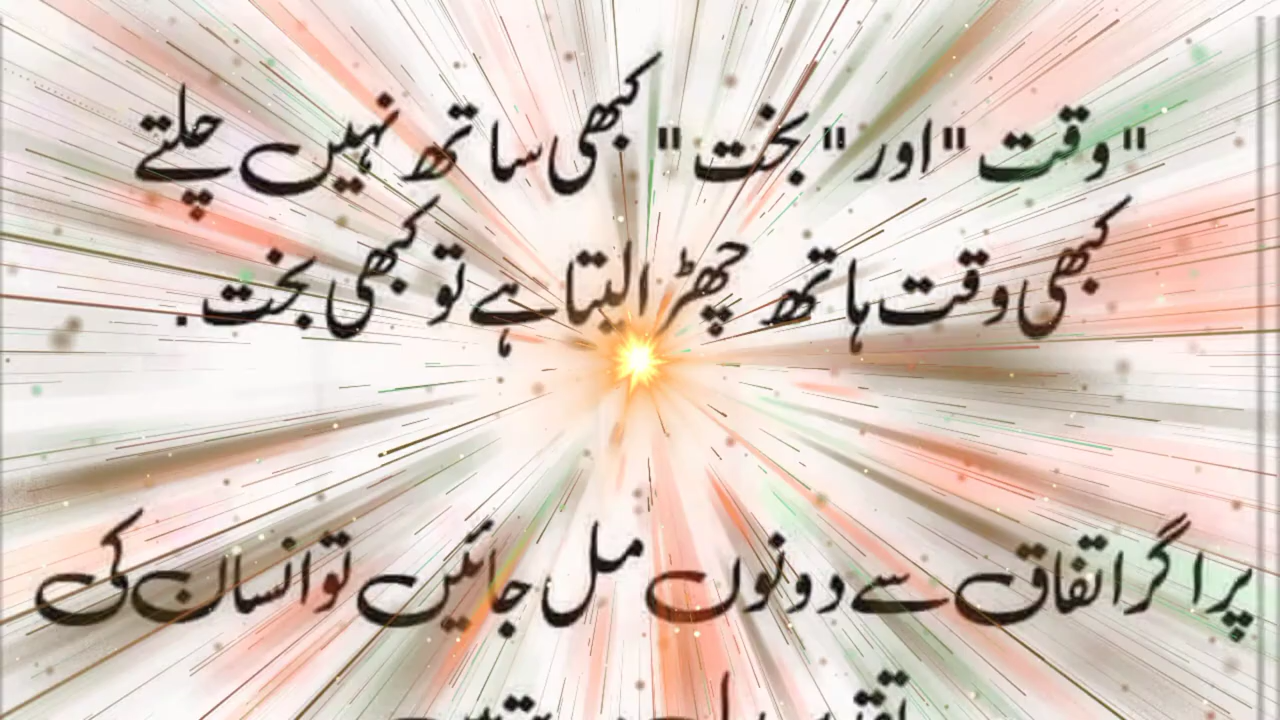 "وقت" اور "بخت" کبھی ساتھ نہیں چلتے
کبھی وقت ہاتھ چھڑا لیتا ہے تو کبھی بخت.
پر اگر اتفاق سے دونوں مل جائیں تو انسان کی